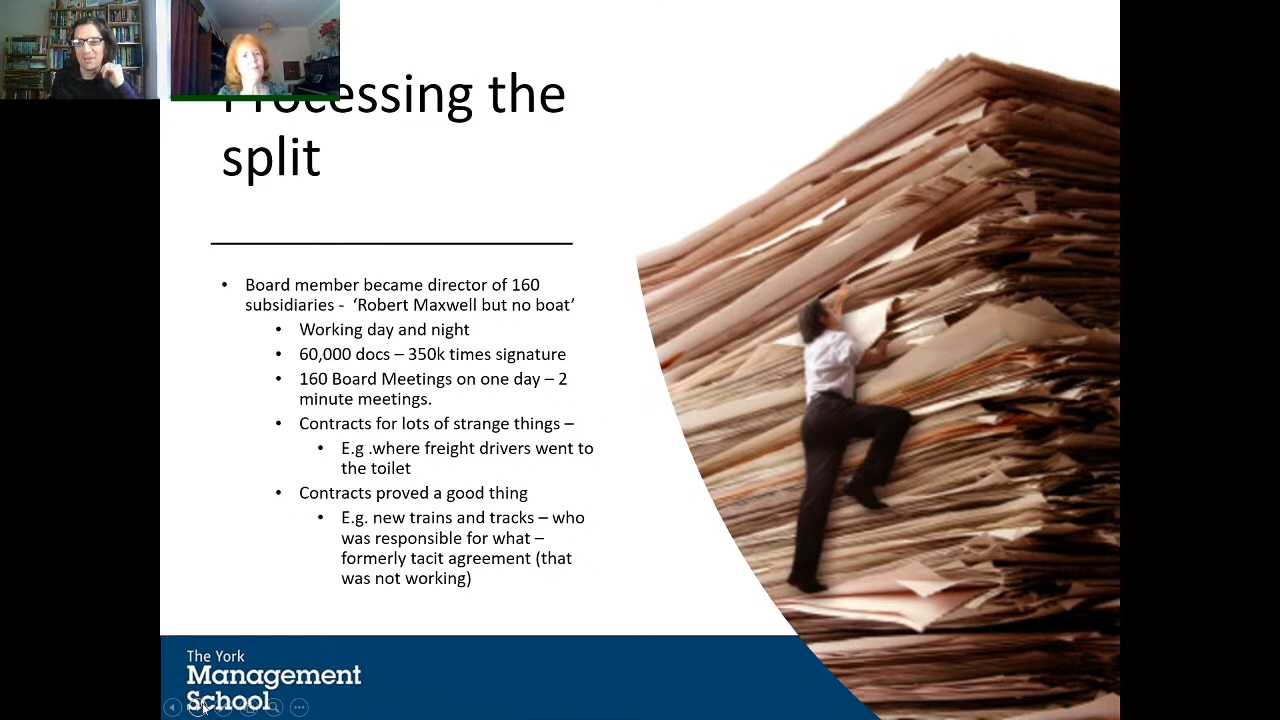 Processing the
split
• Board member became director of 160
subsidiaries - ‘Robert Maxwell but no boat’
• Working day and night
• 60,000 docs – 350k times signature
• 160 Board Meetings on one day – 2
minute meetings.
• Contracts for lots of strange things –
• E.g .where freight drivers went to
the toilet
• Contracts proved a good thing
• E.g. new trains and tracks – who
was responsible for what –
formerly tacit agreement (that
was not working)
The York
Management
School